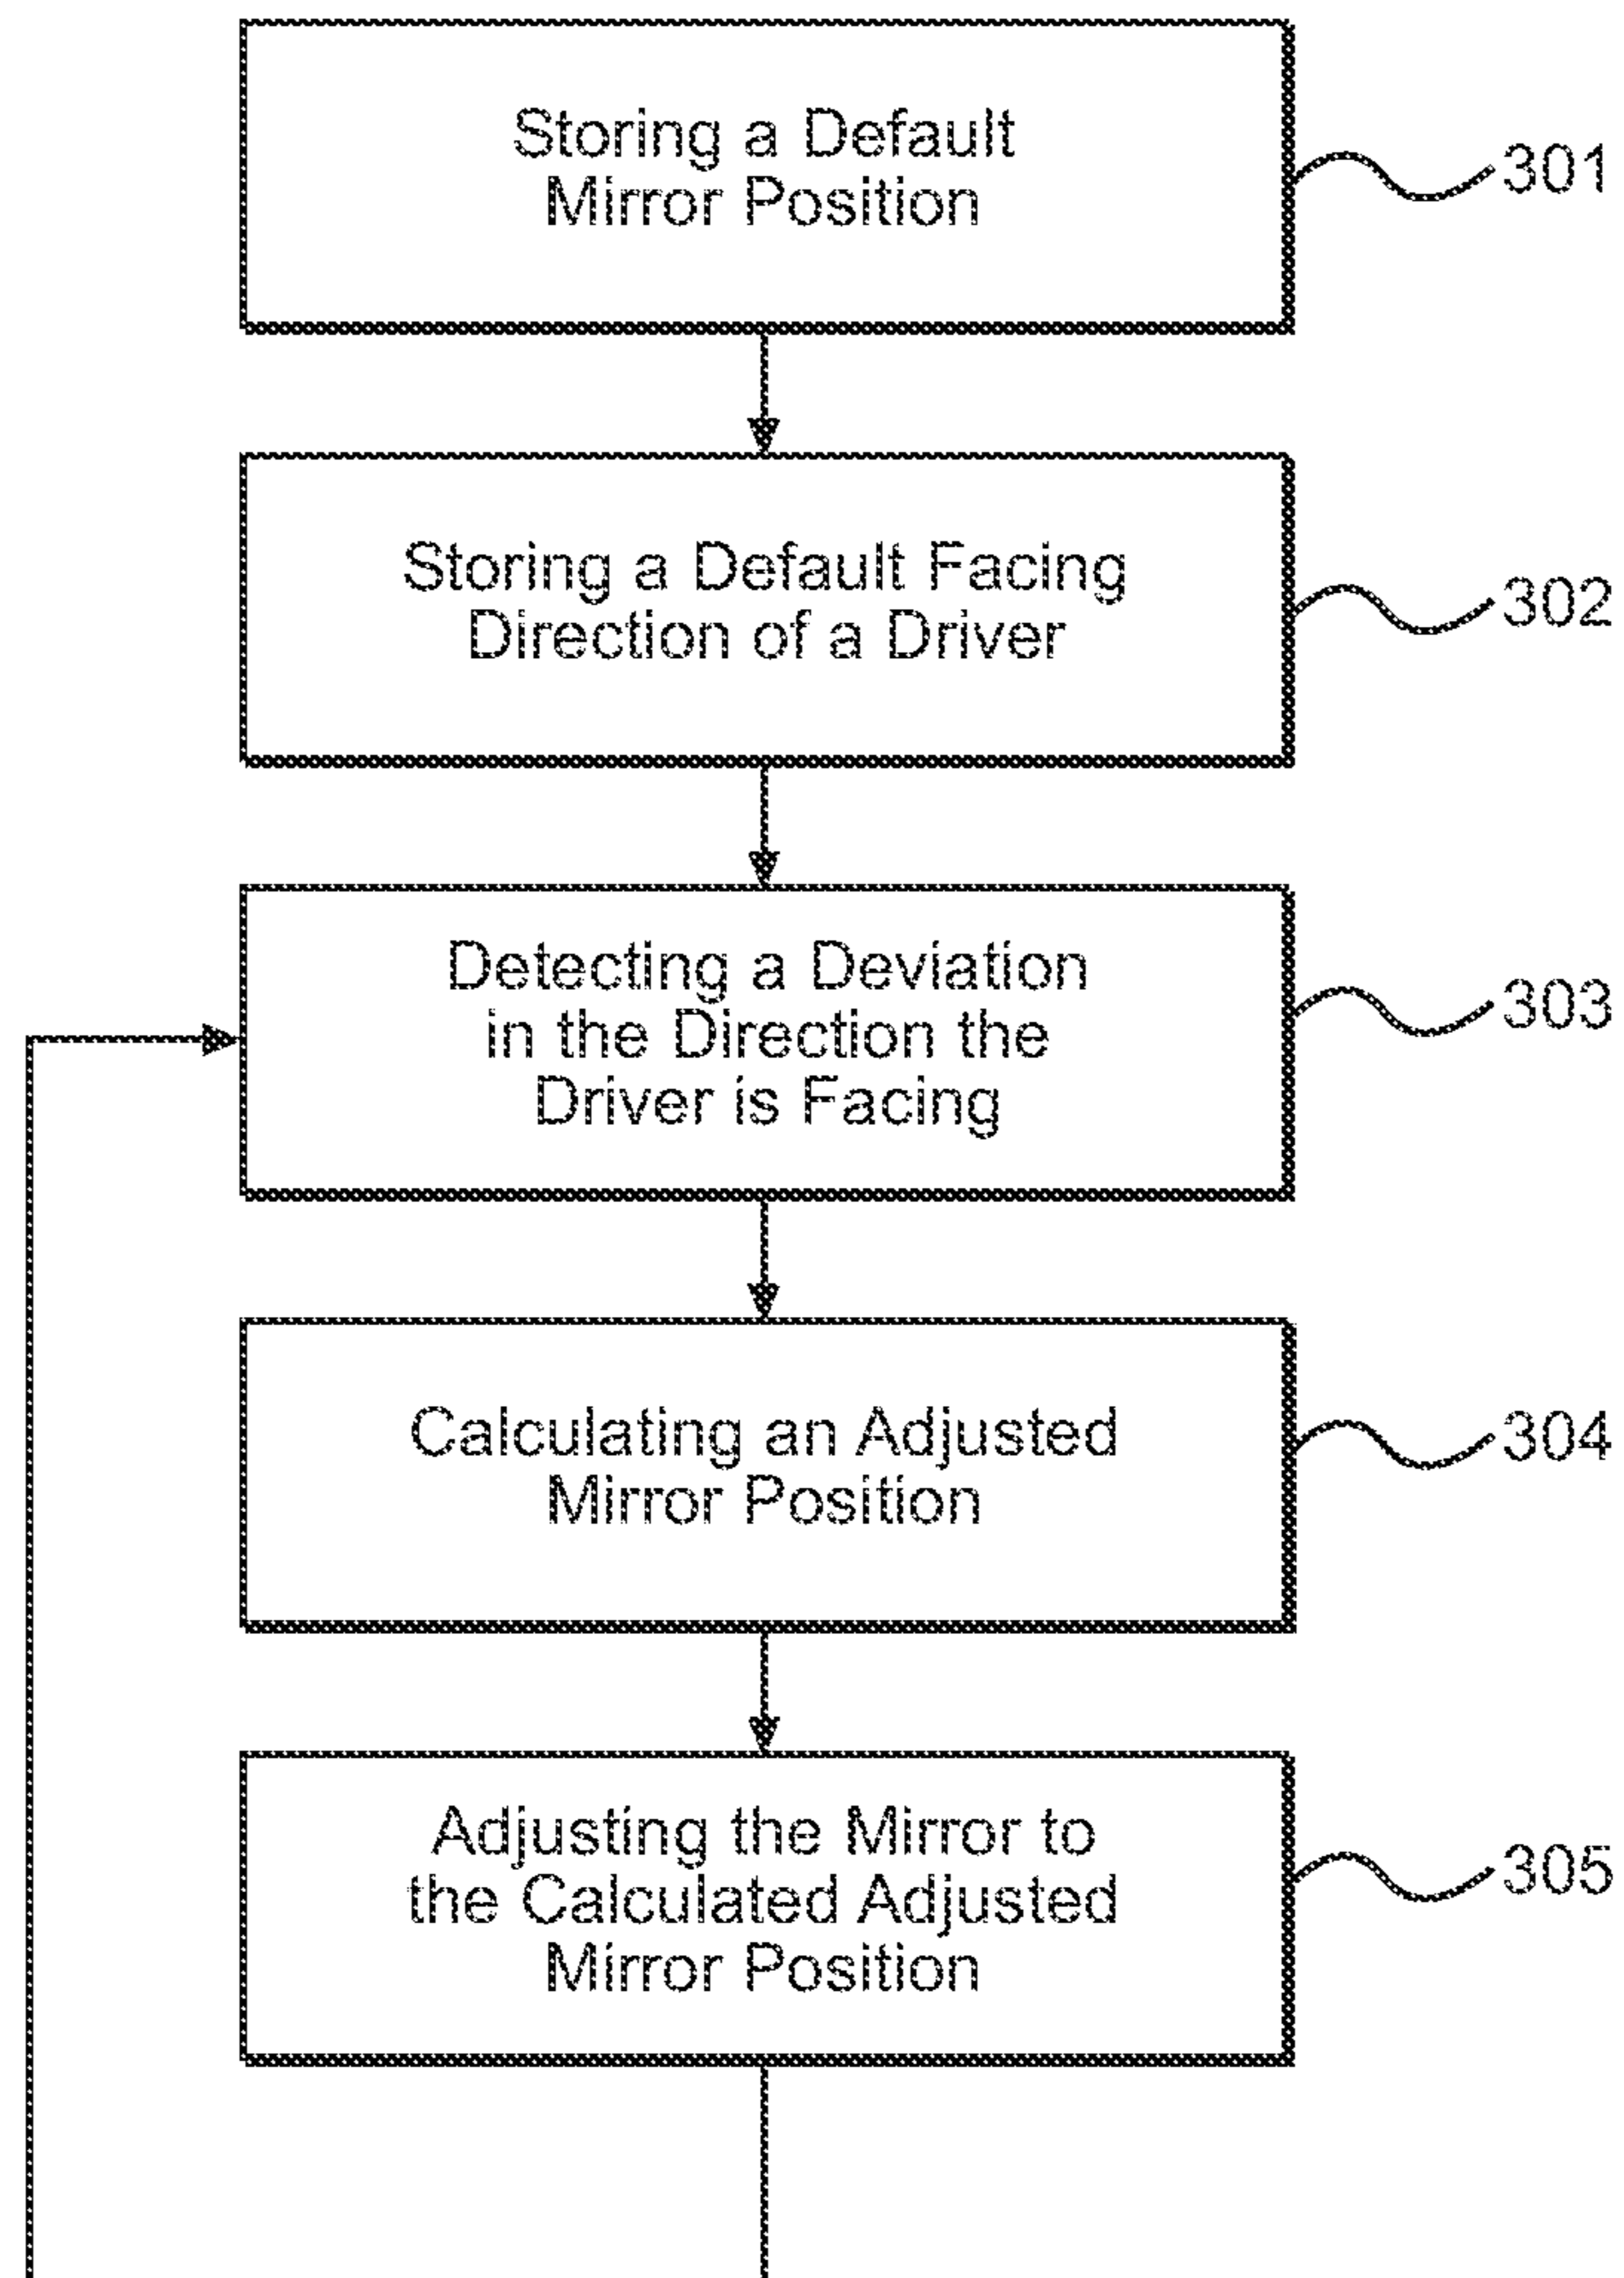 Storing a Default
Mirror Position
301
Storing a Default Facing
Direction of a Driver
302
Detecting a Deviation
in the Direction the
Driver is Facing
303
Calculating an Adjusted
Mirror Position
304
Adjusting the Mirror to
the Calculated Adjusted
Mirror Position
305